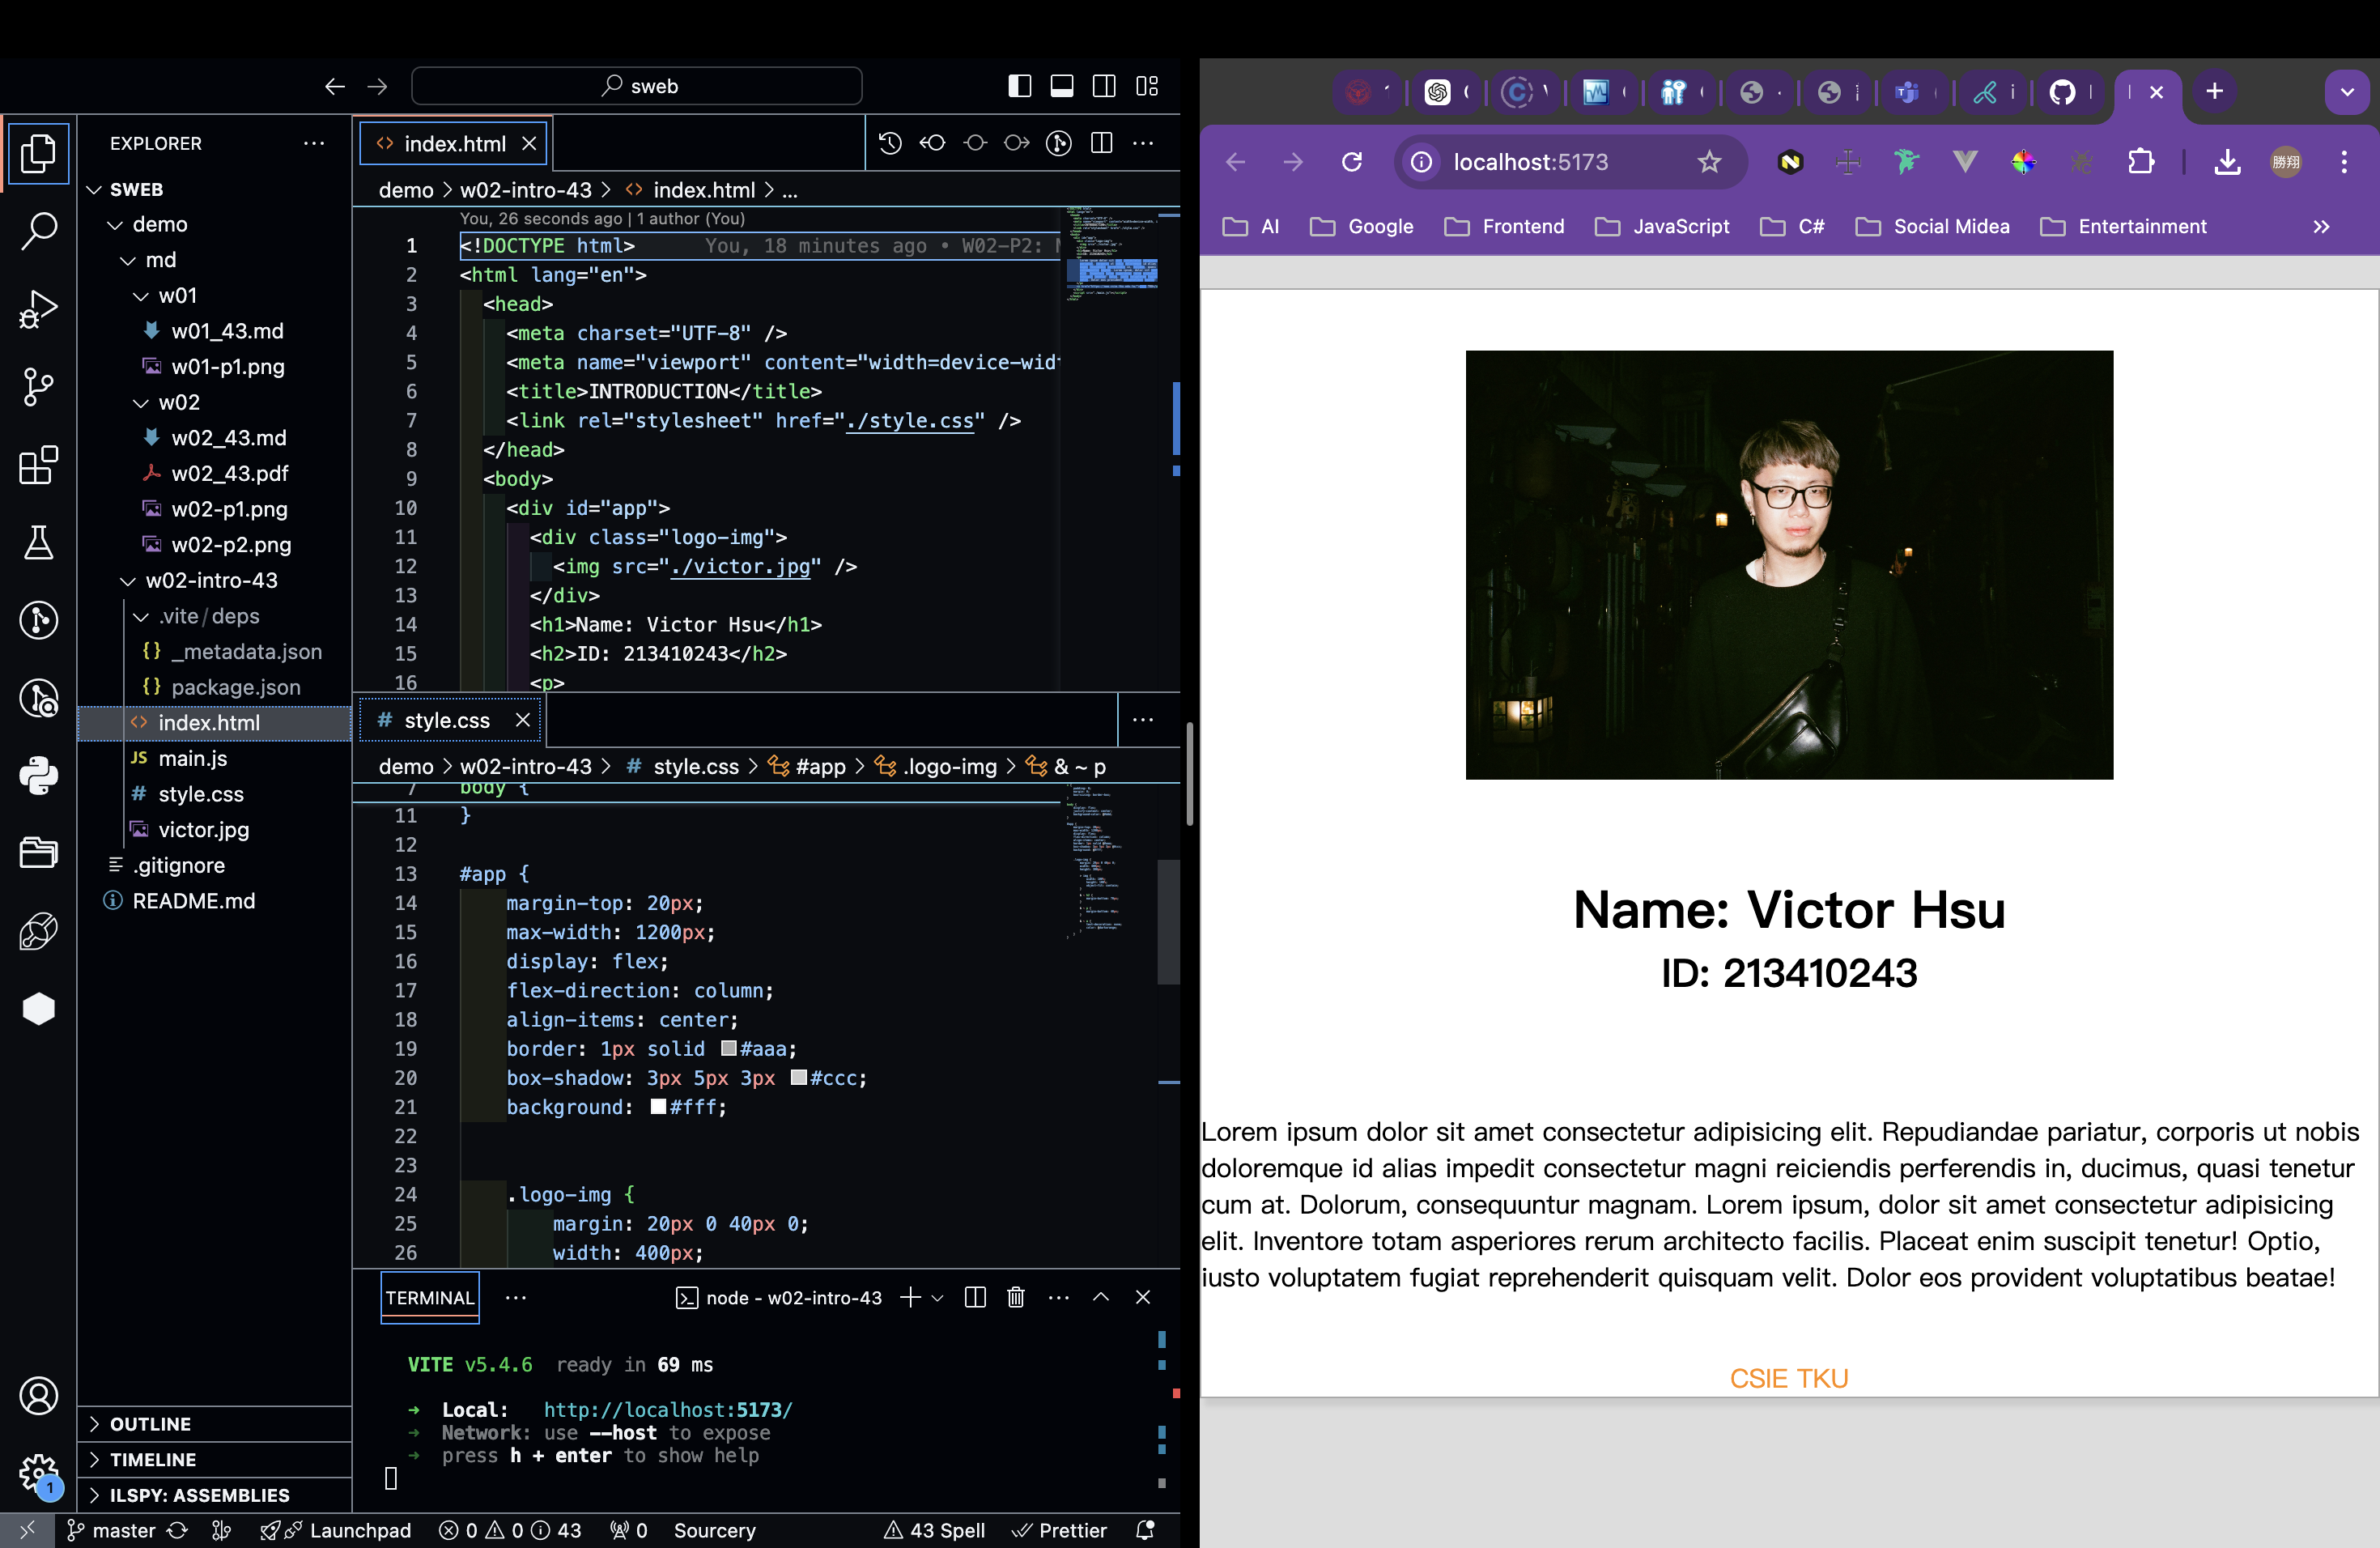 sweb
EXPLORER
SWEB
demo
md
w01
w01_43.md
w01-p1.png
w02
w02_43.md
w02_43.pdf
w02-p1.png
w02-p2.png
w02-intro-43
.vite/deps
_metadata.json
package.json
index.html
main.js
style.css
victor.jpg
.gitignore
README.md
OUTLINE
TIMELINE
ILSPY: ASSEMBLIES
index.html
demo > w02-intro-43 > index.html > ...
You, 26 seconds ago | 1 author (You)
1 <!DOCTYPE html> You, 18 minutes ago • W02-P2:
2 <html lang="en">
3 <head>
4 <meta charset="UTF-8" />
5 <meta name="viewport" content="width=device-widt
6 <title>INTRODUCTION</title>
7 <link rel="stylesheet" href="./style.css" />
8 </head>
9 <body>
10 <div id="app">
11 <div class="logo-img">
12 <img src="./victor.jpg" />
13 </div>
14 <h1>Name: Victor Hsu</h1>
15 <h2>ID: 213410243</h2>
16 <p>
style.css
demo > w02-intro-43 > # style.css > #app > .logo-img > & ~ p
7 body {
11 }
12
13 #app {
14 margin-top: 20px;
15 max-width: 1200px;
16 display: flex;
17 flex-direction: column;
18 align-items: center;
19 border: 1px solid #aaa;
20 box-shadow: 3px 5px 3px #ccc;
21 background: #fff;
22
23
24 .logo-img {
25 margin: 20px 0 40px 0;
26 width: 400px;
TERMINAL
node - w02-intro-43
VITE v5.4.6 ready in 69 ms
➜ Local: http://localhost:5173/
➜ Network: use --host to expose
➜ press h + enter to show help
1
master
Launchpad
0 0 43
0
Sourcery
43 Spell
Prettier
localhost:5173
勝翔
AI
Google
Frontend
JavaScript
C#
Social Midea
Entertainment
Name: Victor Hsu
ID: 213410243
Lorem ipsum dolor sit amet consectetur adipisicing elit. Repudiandae pariatur, corporis ut nobis
doloremque id alias impedit consectetur magni reiciendis perferendis in, ducimus, quasi tenetur
cum at. Dolorum, consequuntur magnam. Lorem ipsum, dolor sit amet consectetur adipisicing
elit. Inventore totam asperiores rerum architecto facilis. Placeat enim suscipit tenetur! Optio,
iusto voluptatem fugiat reprehenderit quisquam velit. Dolor eos provident voluptatibus beatae!
CSIE TKU